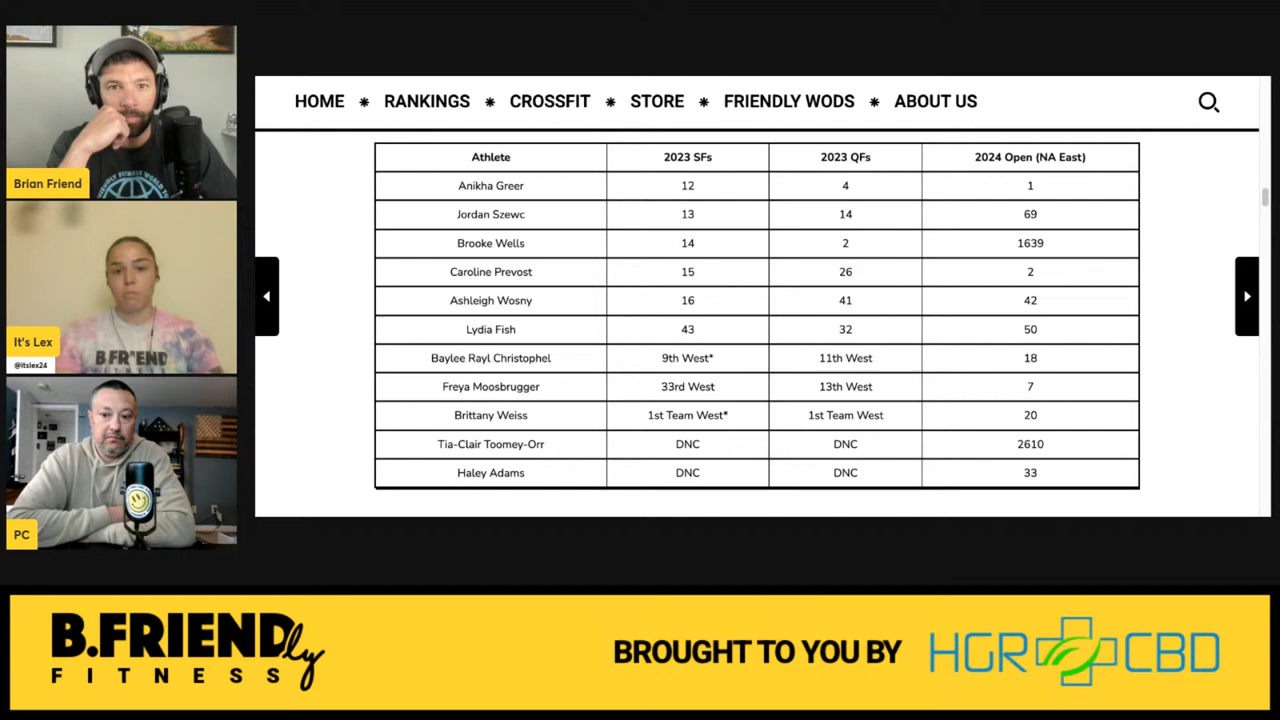 Brian Friend
It's Lex
@itslex24
B.FR*END
PC
HOME * RANKINGS * CROSSFIT * STORE * FRIENDLY WODS * ABOUT US
Athlete 2023 SFs 2023 QFs 2024 Open (NA East)
Anikha Greer 12 4 1
Jordan Szewc 13 14 69
Brooke Wells 14 2 1639
Caroline Prevost 15 26 2
Ashleigh Wosny 16 41 42
Lydia Fish 43 32 50
Baylee Rayl Christophel 9th West* 11th West 18
Freya Moosbrugger 33rd West 13th West 7
Brittany Weiss 1st Team West* 1st Team West 20
Tia-Clair Toomey-Orr DNC DNC 2610
Haley Adams DNC DNC 33
B.FRIENDly
FITNESS
BROUGHT TO YOU BY
HGR CBD